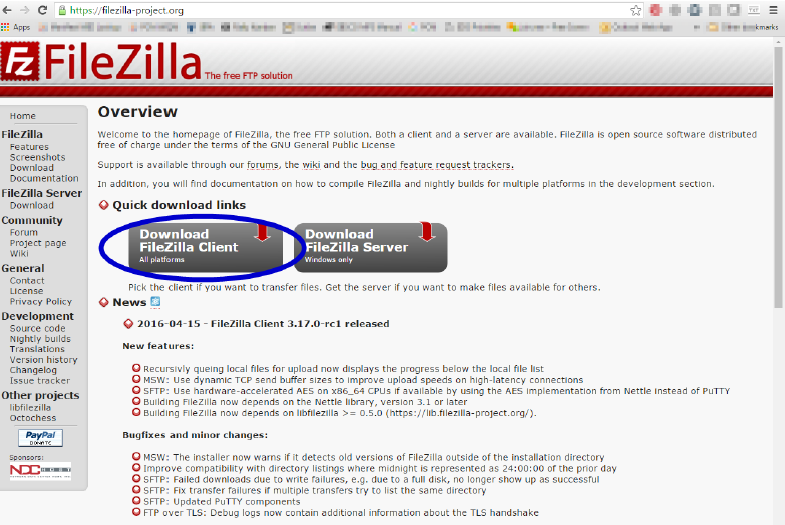 https://filezilla-project.org
Apps
bookmarks
FileZilla The free FTP solution
Home
FileZilla
Features
Screenshots
Download
Documentation
FileZilla Server
Download
Community
Forum
Project page
Wiki
General
Contact
License
Privacy Policy
Development
Source code
Nightly builds
Translations
Version history
Changelog
Issue tracker
Other projects
libfilezilla
Octochess
PayPal
DONATE
Sponsors:
Overview
Welcome to the homepage of FileZilla, the free FTP solution. Both a client and a server are available. FileZilla is open source software distributed
free of charge under the terms of the GNU General Public License
Support is available through our forums, the wiki and the bug and feature request trackers.
In addition, you will find documentation on how to compile FileZilla and nightly builds for multiple platforms in the development section.
Quick download links
Download
FileZilla Client
All platforms
Download
FileZilla Server
Windows only
Pick the client if you want to transfer files. Get the server if you want to make files available for others.
News
2016-04-15 - FileZilla Client 3.17.0-rc1 released
New features:
Recursivly queing local files for upload now displays the progress below the local file list
MSW: Use dynamic TCP send buffer sizes to improve upload speeds on high-latency connections
SFTP: Use hardware-accelerated AES on x86_64 CPUs if available by using the AES implementation from Nettle instead of PuTTY
Building FileZilla now depends on the Nettle library, version 3.1 or later
Building FileZilla now depends on libfilezilla >= 0.5.0 (https://lib.filezilla-project.org/).
Bugfixes and minor changes:
MSW: The installer now warns if it detects old versions of FileZilla outside of the installation directory
Improve compatibility with directory listings where midnight is represented as 24:00:00 of the prior day
SFTP: Failed downloads due to write failures, e.g. due to a full disk, no longer show up as successful
SFTP: Fix transfer failures if multiple transfers try to list the same directory
SFTP: Updated PuTTY components
FTP over TLS: Debug logs now contain additional information about the TLS handshake